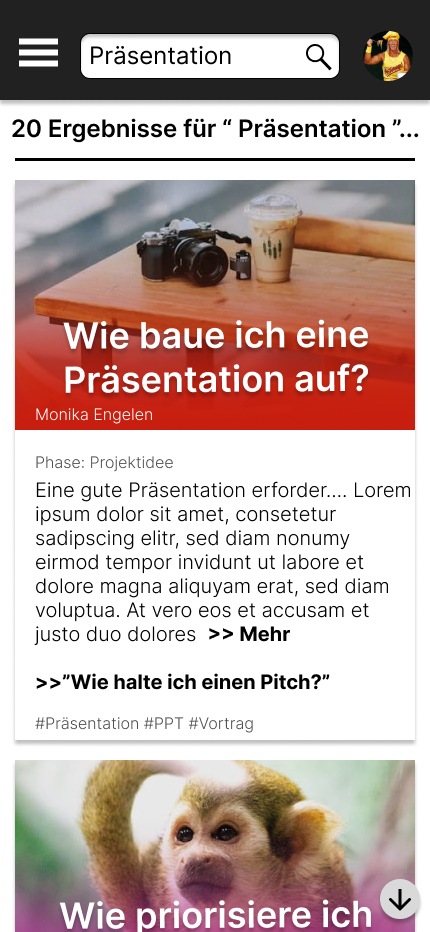 Präsentation
20 Ergebnisse für “ Präsentation ”...
Wie baue ich eine
Präsentation auf?
Monika Engelen
Phase: Projektidee
Eine gute Präsentation erforder.... Lorem
ipsum dolor sit amet, consetetur
sadipscing elitr, sed diam nonumy
eirmod tempor invidunt ut labore et
dolore magna aliquyam erat, sed diam
voluptua. At vero eos et accusam et
justo duo dolores >> Mehr
>>”Wie halte ich einen Pitch?”
#Präsentation #PPT #Vortrag
Wie priorisiere ich